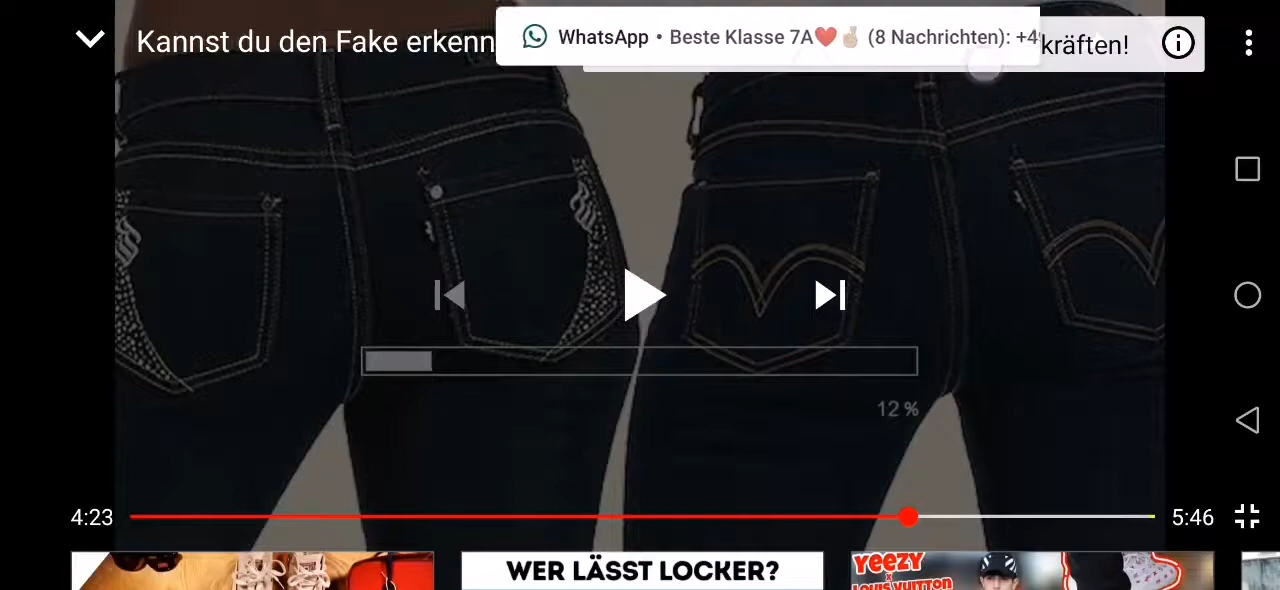 Kannst du den Fake erkenn
WhatsApp • Beste Klasse 7A❤️✌🏼 (8 Nachrichten): +4
kräften!
12 %
4:23
5:46
WER LÄSST LOCKER?
YEEZY
x
LOUIS VUITTON